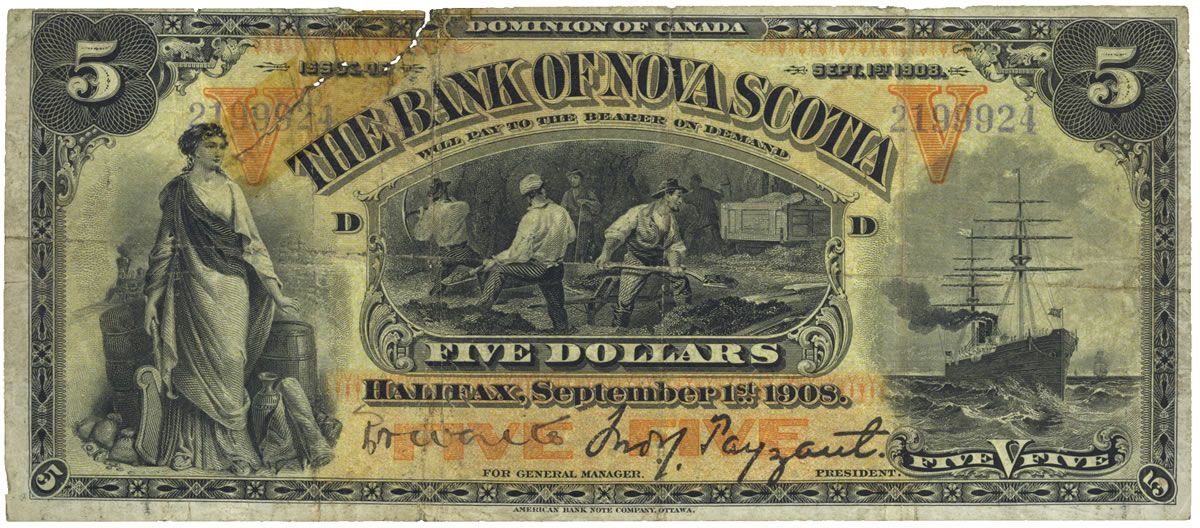 DOMINION OF CANADA
5
5
ISSUE OF
SEPT. 1ST 1908.
2199924
V
2199924
V
THE BANK OF NOVA SCOTIA
WILL PAY TO THE BEARER ON DEMAND
D
D
FIVE DOLLARS
HALIFAX, September 1st 1908.
FIVE FIVE
Jno Y. Payzant.
FOR GENERAL MANAGER.
PRESIDENT.
FIVE V FIVE
5
5
AMERICAN BANK NOTE COMPANY, OTTAWA.